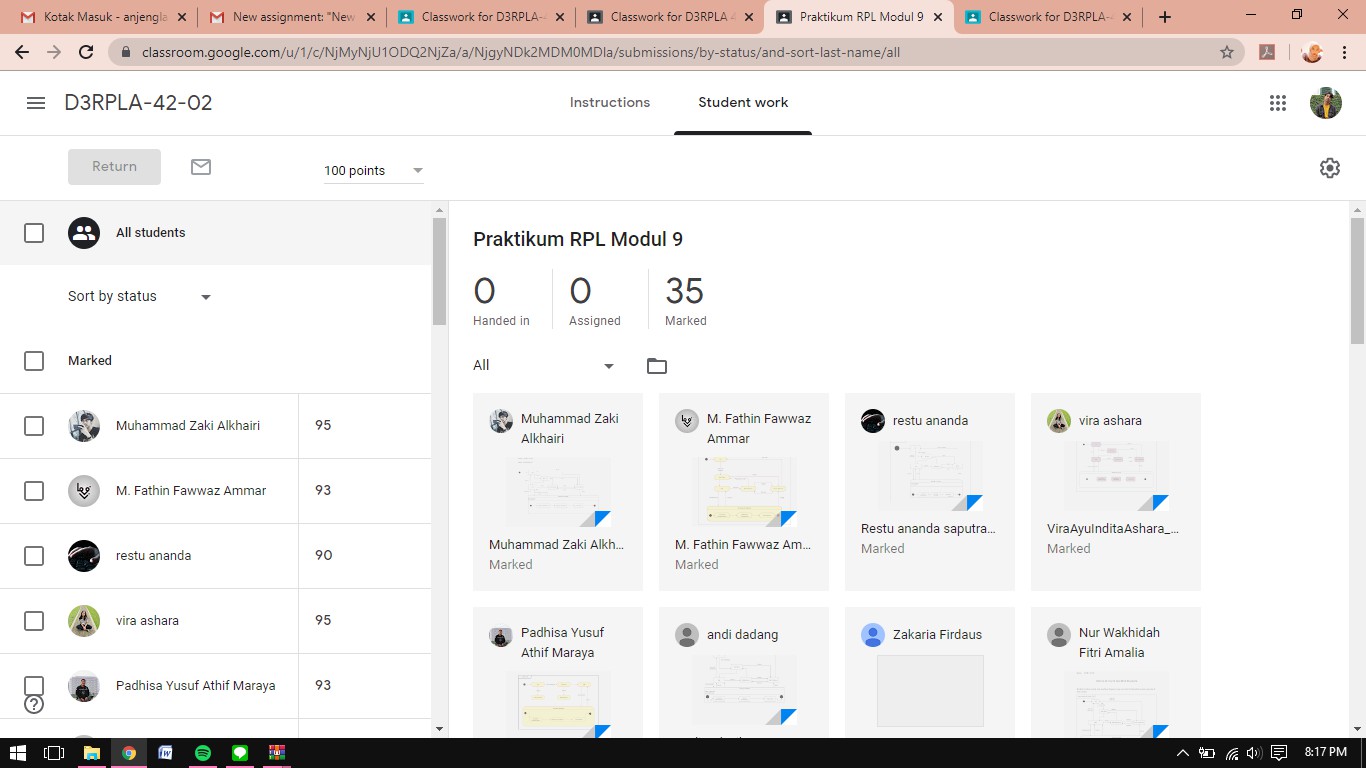 Kotak Masuk - anjengla
New assignment: "New
Classwork for D3RPLA-4
Classwork for D3RPLA 4
Praktikum RPL Modul 9
Classwork for D3RPLA-4
classroom.google.com/u/1/c/NjMyNjU1ODQ2NjZa/a/NjgyNDk2MDM0MDla/submissions/by-status/and-sort-last-name/all
D3RPLA-42-02
Instructions
Student work
Return
100 points
All students
Sort by status
Marked
Muhammad Zaki Alkhairi 95
M. Fathin Fawwaz Ammar 93
restu ananda 90
vira ashara 95
Padhisa Yusuf Athif Maraya 93
Praktikum RPL Modul 9
0 0 35
Handed in Assigned Marked
All
Muhammad Zaki
Alkhairi
Muhammad Zaki Alkh...
Marked
M. Fathin Fawwaz
Ammar
M. Fathin Fawwaz Am...
Marked
restu ananda
Restu ananda saputra...
Marked
vira ashara
ViraAyuInditaAshara_...
Marked
Padhisa Yusuf
Athif Maraya
andi dadang
Zakaria Firdaus
Nur Wakhidah
Fitri Amalia
8:17 PM